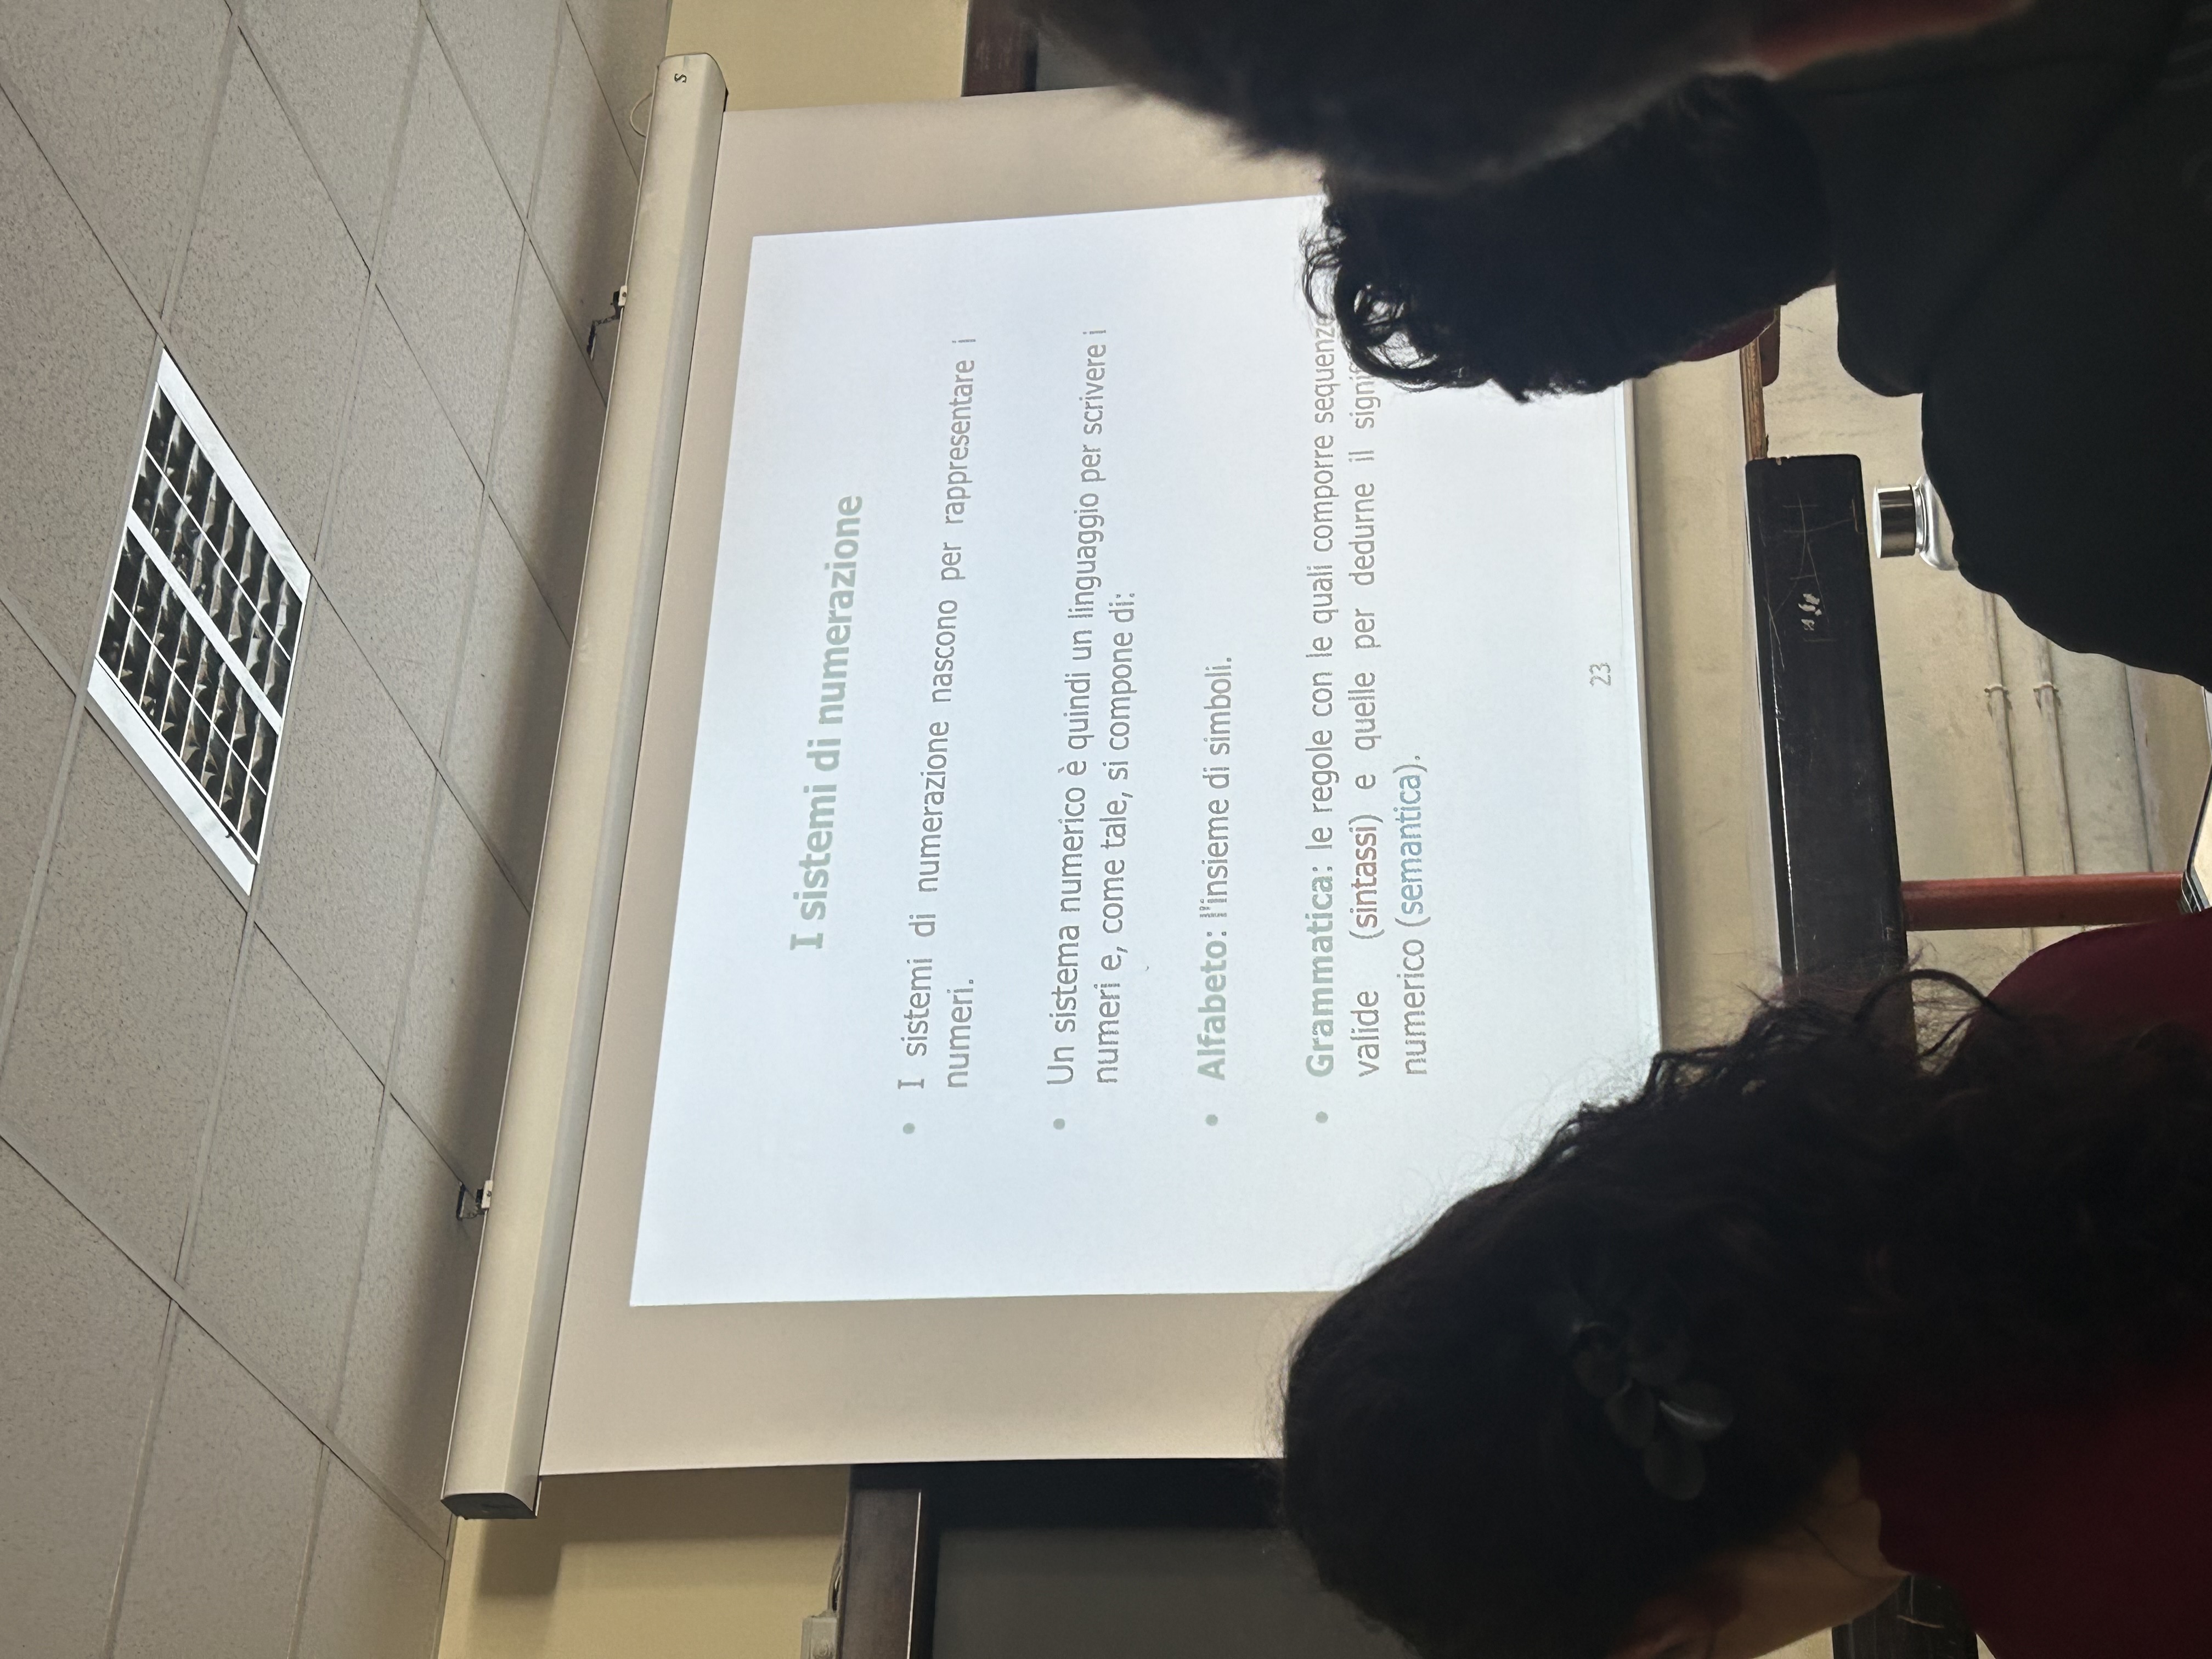 S
I sistemi di numerazione
• I sistemi di numerazione nascono per rappresentare i
numeri.
• Un sistema numerico è quindi un linguaggio per scrivere i
numeri e, come tale, si compone di:
• Alfabeto: l'insieme di simboli.
• Grammatica: le regole con le quali comporre sequenze
valide (sintassi) e quelle per dedurne il
numerico (semantica).
23